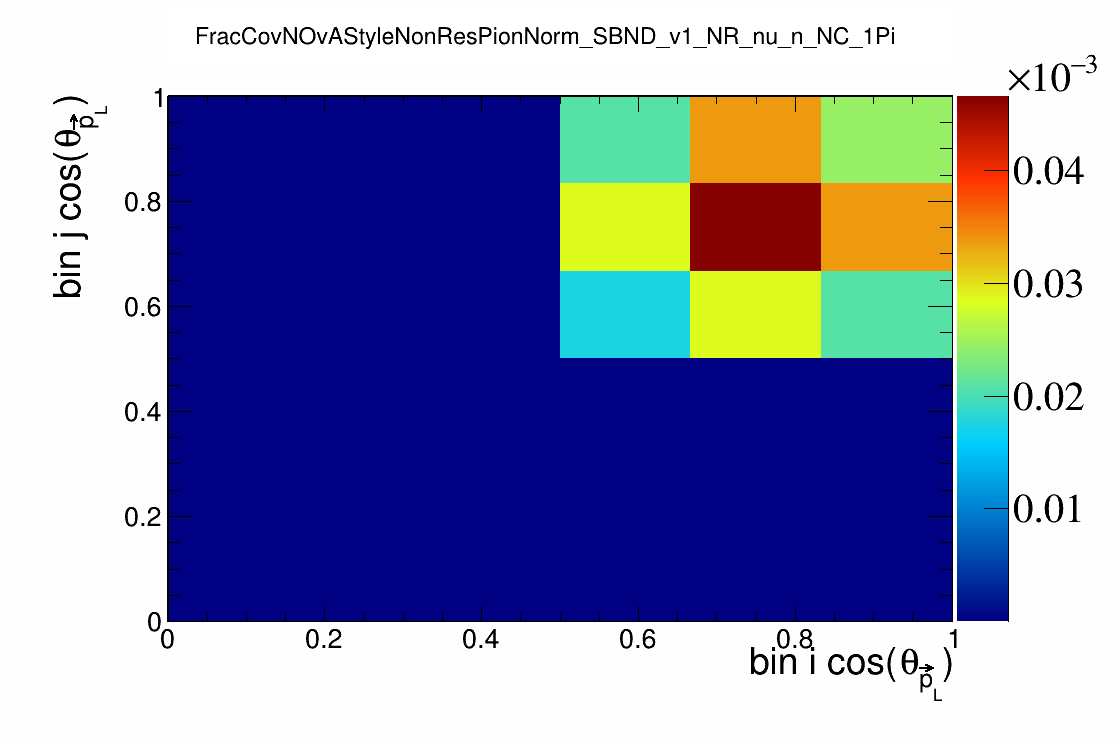 FracCovNOvAStyleNonResPionNorm_SBND_v1_NR_nu_n_NC_1Pi
×10⁻³
bin j cos(θ_p⃗_L)
1
0.8
0.6
0.4
0.2
0
0 0.2 0.4 0.6 0.8 1
bin i cos(θ_p⃗_L)
0.04
0.03
0.02
0.01